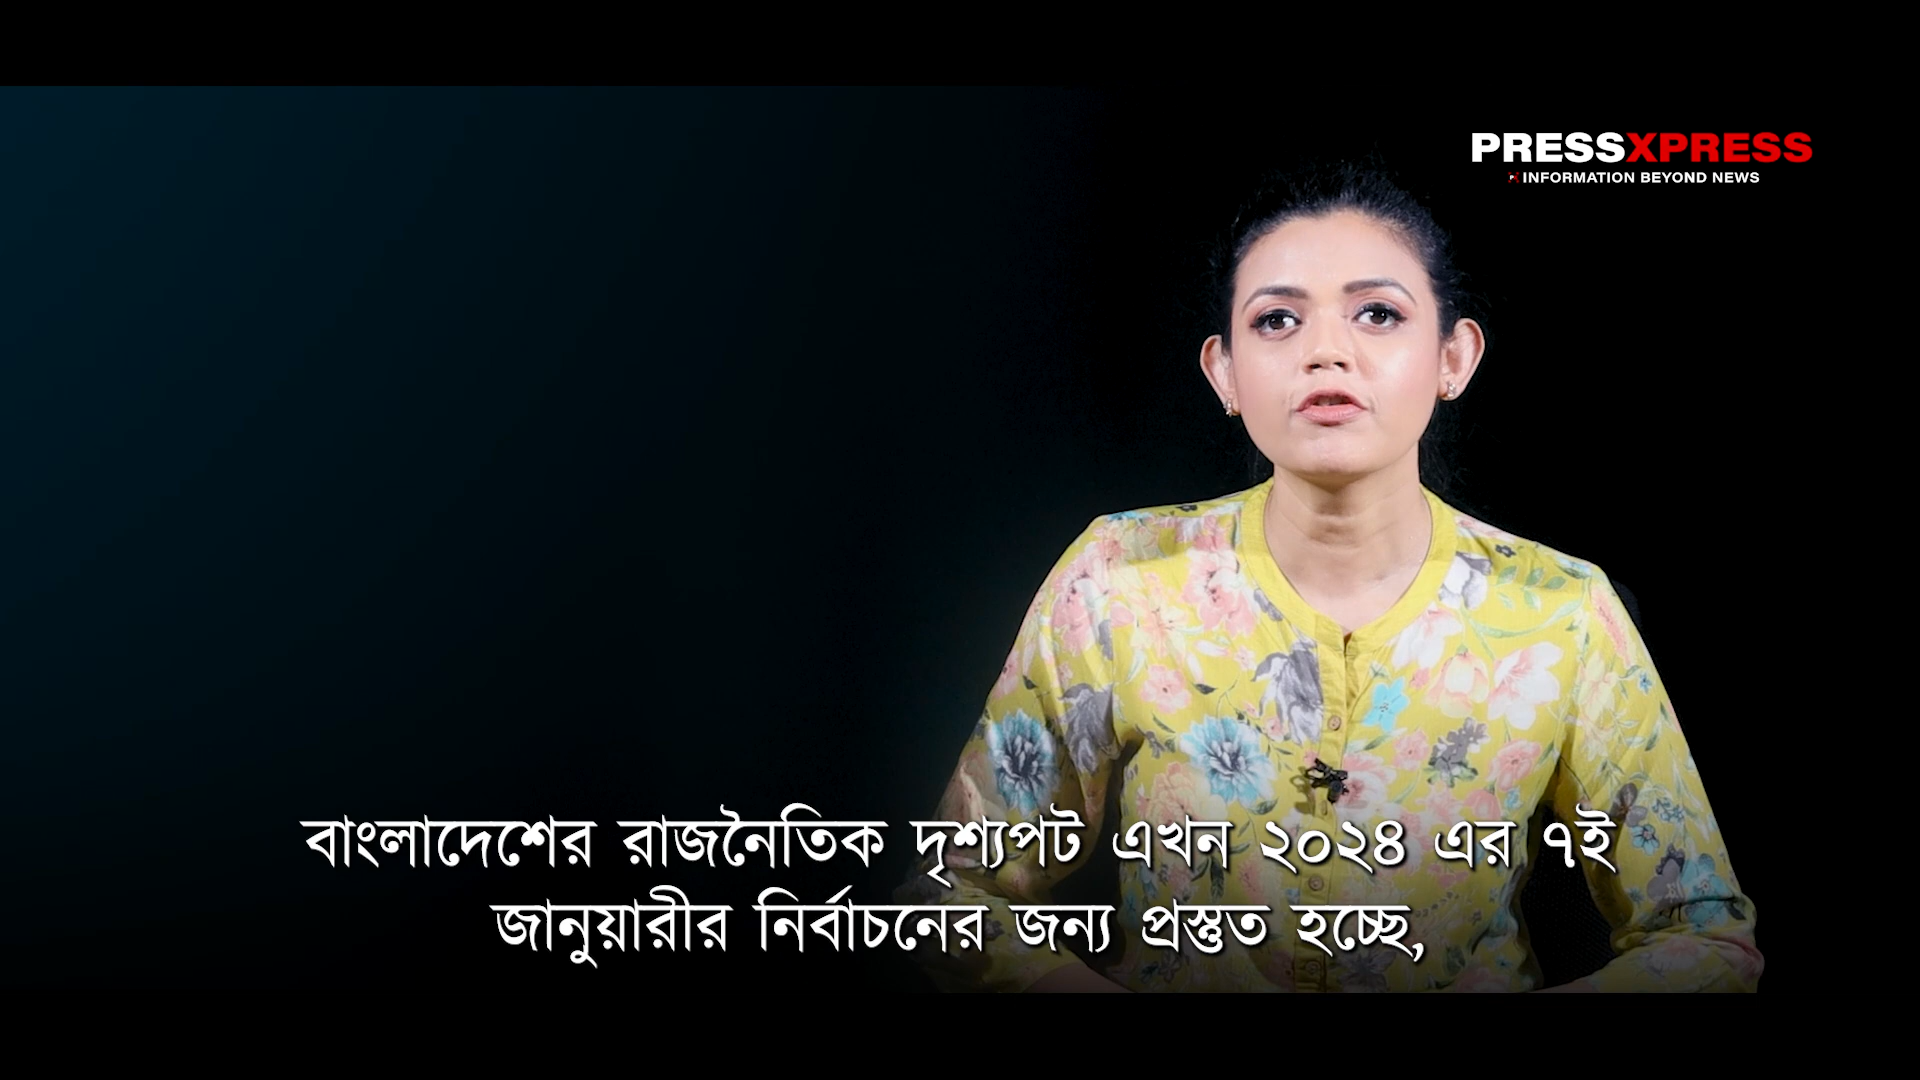 PRESSXPRESS
INFORMATION BEYOND NEWS
বাংলাদেশের রাজনৈতিক দৃশ্যপট এখন ২০২৪ এর ৭ই
জানুয়ারীর নির্বাচনের জন্য প্রস্তুত হচ্ছে,